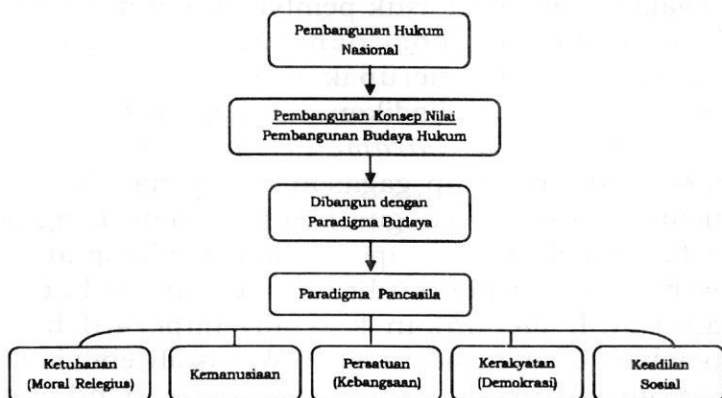 Pembangunan Hukum
Nasional
Pembangunan Konsep Nilai
Pembangunan Budaya Hukum
Dibangun dengan
Paradigma Budaya
Paradigma Pancasila
Ketuhanan
(Moral Relegius)
Kemanusiaan
Persatuan
(Kebangsaan)
Kerakyatan
(Demokrasi)
Keadilan
Sosial